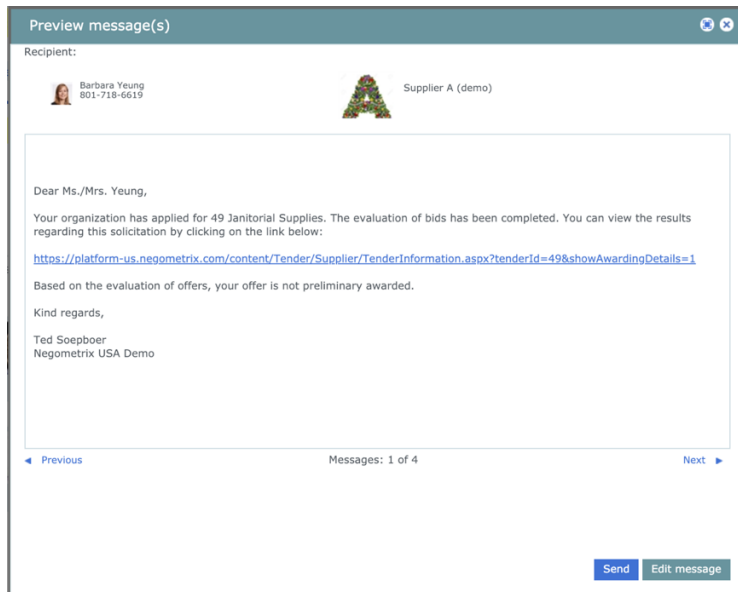 Preview message(s)
Recipient:
Barbara Yeung
801-718-6619
A
Supplier A (demo)
Dear Ms./Mrs. Yeung,
Your organization has applied for 49 Janitorial Supplies. The evaluation of bids has been completed. You can view the results
regarding this solicitation by clicking on the link below:
https://platform-us.negometrix.com/content/Tender/Supplier/TenderInformation.aspx?tenderId=49&showAwardingDetails=1
Based on the evaluation of offers, your offer is not preliminary awarded.
Kind regards,
Ted Soepboer
Negometrix USA Demo
Previous
Messages: 1 of 4
Next
Send
Edit message